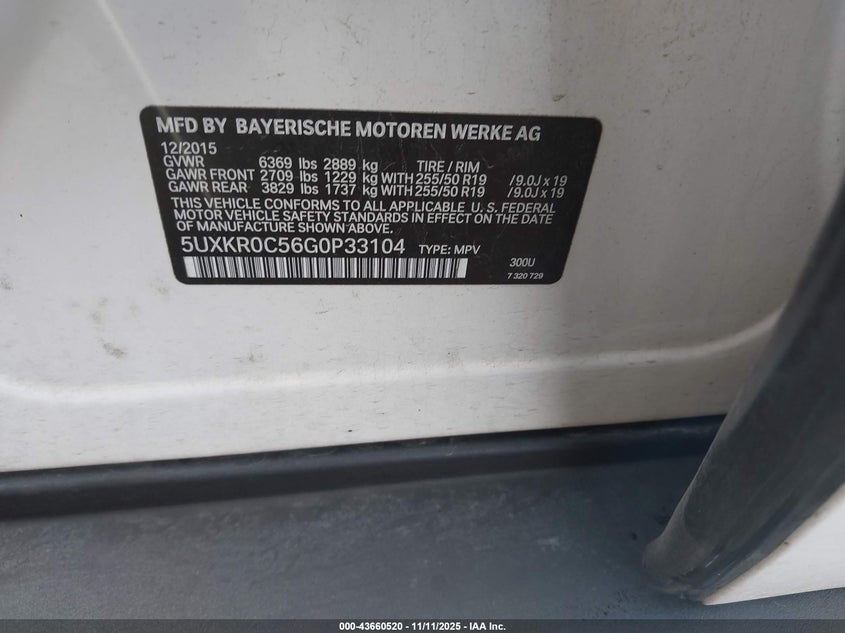 MFD BY BAYERISCHE MOTOREN WERKE AG
12/2015
GVWR 6369 lbs 2889 kg TIRE / RIM
GAWR FRONT 2709 lbs 1229 kg WITH 255/50 R19 /9.0J x 19
GAWR REAR 3829 lbs 1737 kg WITH 255/50 R19 /9.0J x 19
THIS VEHICLE CONFORMS TO ALL APPLICABLE U.S. FEDERAL
MOTOR VEHICLE SAFETY STANDARDS IN EFFECT ON THE DATE
OF MANUFACTURE SHOWN ABOVE.
5UXKR0C56G0P33104 TYPE: MPV
300U
7 320 729
000-43660520 - 11/11/2025 - IAA Inc.